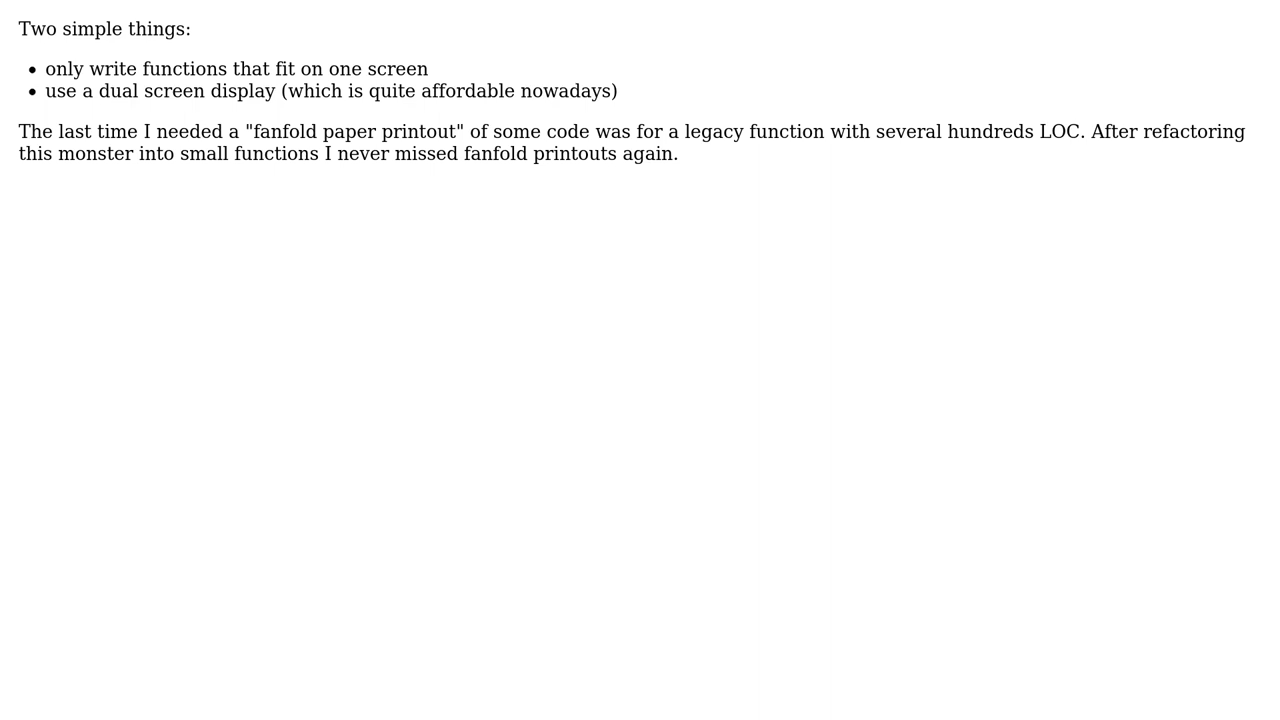 Two simple things:
• only write functions that fit on one screen
• use a dual screen display (which is quite affordable nowadays)
The last time I needed a "fanfold paper printout" of some code was for a legacy function with several hundreds LOC. After refactoring
this monster into small functions I never missed fanfold printouts again.